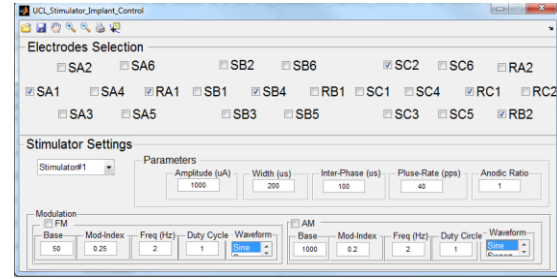 UCL_Stimulator_Implant_Control
Electrodes Selection
SA2 SA6 SB2 SB6 SC2 SC6 RA2
SA1 SA4 RA1 SB1 SB4 RB1 SC1 SC4 RC1 RC2
SA3 SA5 SB3 SB5 SC3 SC5 RB2
Stimulator Settings
Stimulator#1
Parameters
Amplitude (uA) Width (us) Inter-Phase (us) Pluse-Rate (pps) Anodic Ratio
1000 200 100 40 1
Modulation
FM AM
Base Mod-Index Freq (Hz) Duty Cycle Waveform Base Mod-Index Freq (Hz) Duty Circle Waveform
50 0.25 2 1 Sine 1000 0.2 2 1 Sine